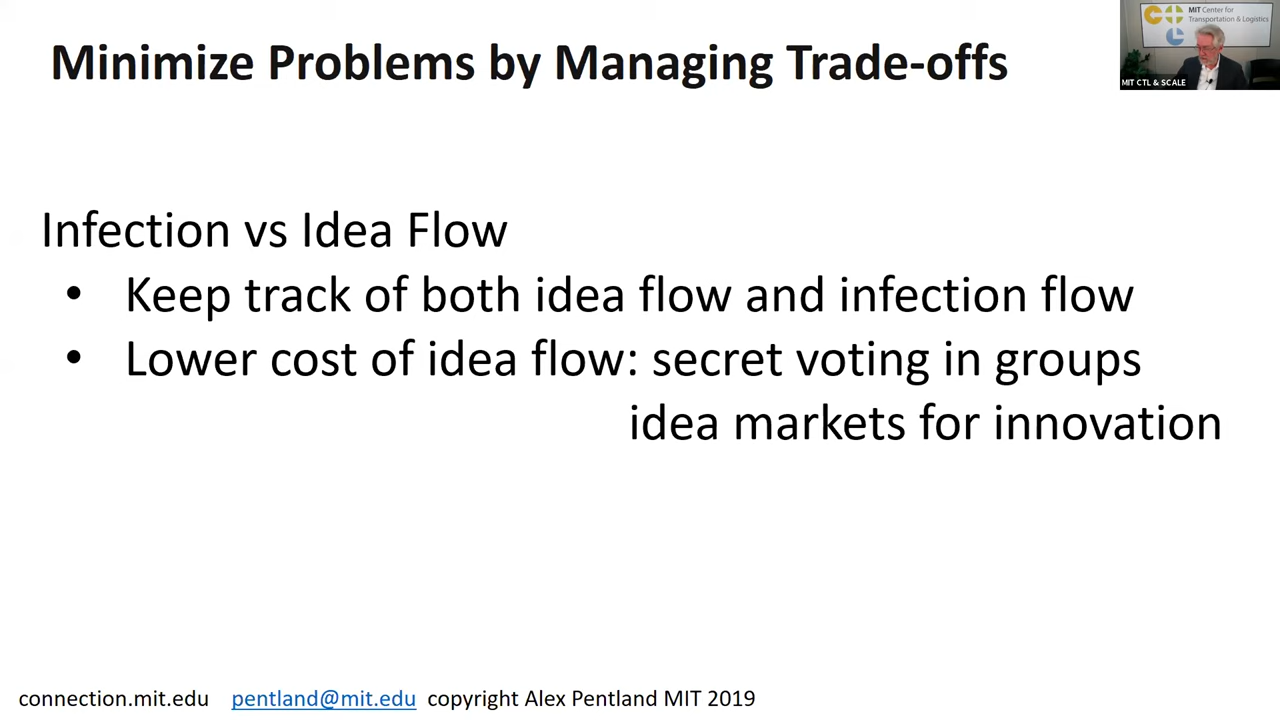 Minimize Problems by Managing Trade-offs
MIT Center for
Transportation & Logistics
MIT CTL & SCALE
Infection vs Idea Flow
• Keep track of both idea flow and infection flow
• Lower cost of idea flow: secret voting in groups
idea markets for innovation
connection.mit.edu pentland@mit.edu copyright Alex Pentland MIT 2019